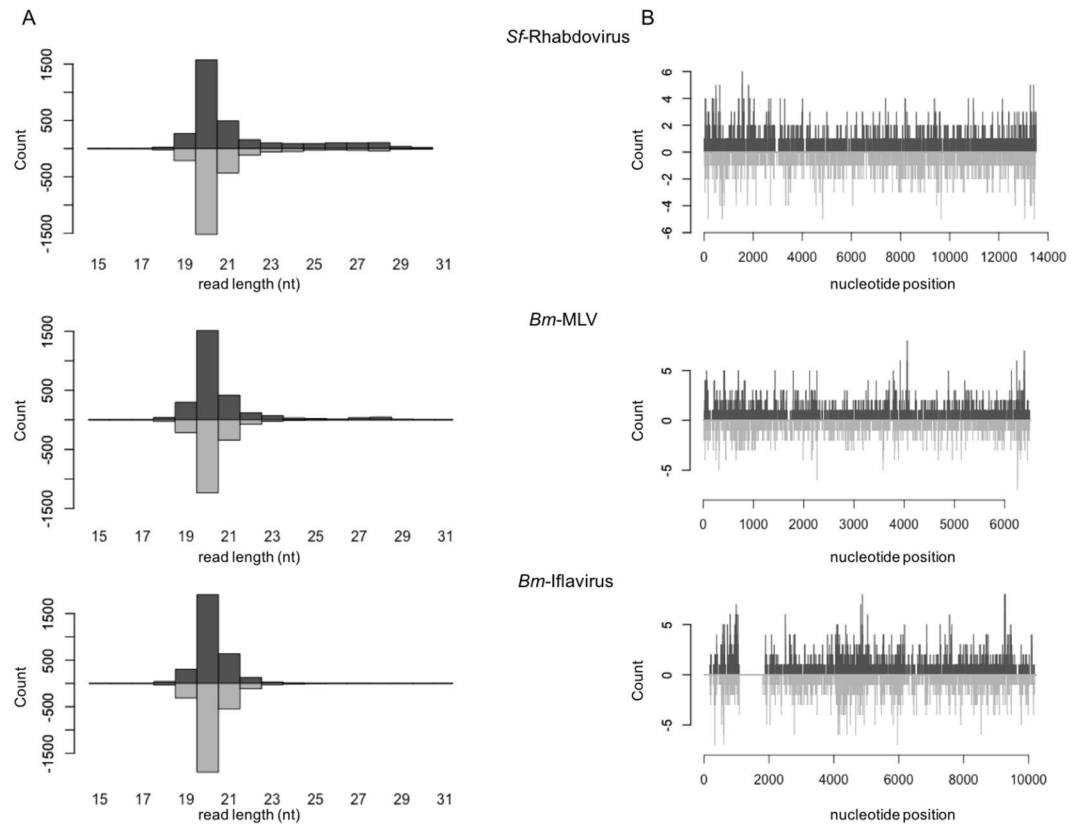 A
B
Sf-Rhabdovirus
Count
1500
500
-500
-1500
15 17 19 21 23 25 27 29 31
read length (nt)
Count
6
4
2
0
-2
-4
-6
0 2000 4000 6000 8000 10000 12000 14000
nucleotide position
Bm-MLV
Count
1500
500
-500
-1500
15 17 19 21 23 25 27 29 31
read length (nt)
Count
5
0
-5
0 1000 2000 3000 4000 5000 6000
nucleotide position
Bm-Iflavirus
Count
1500
500
-500
-1500
15 17 19 21 23 25 27 29 31
read length (nt)
Count
5
0
-5
0 2000 4000 6000 8000 10000
nucleotide position